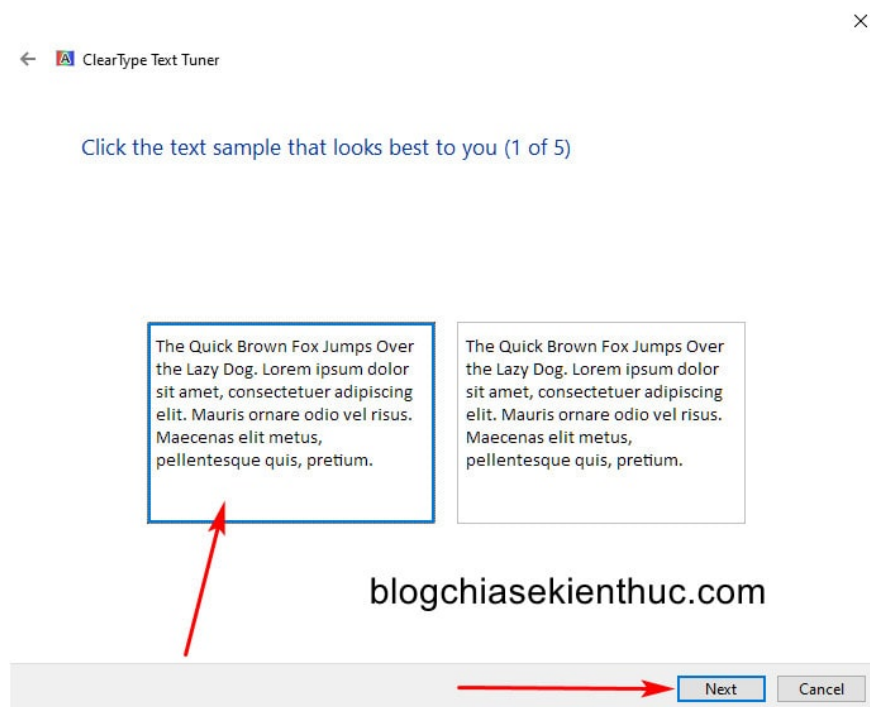 ClearType Text Tuner
Click the text sample that looks best to you (1 of 5)
The Quick Brown Fox Jumps Over
the Lazy Dog. Lorem ipsum dolor
sit amet, consectetuer adipiscing
elit. Mauris ornare odio vel risus.
Maecenas elit metus,
pellentesque quis, pretium.
The Quick Brown Fox Jumps Over
the Lazy Dog. Lorem ipsum dolor
sit amet, consectetuer adipiscing
elit. Mauris ornare odio vel risus.
Maecenas elit metus,
pellentesque quis, pretium.
blogchiasekienthuc.com
Next Cancel